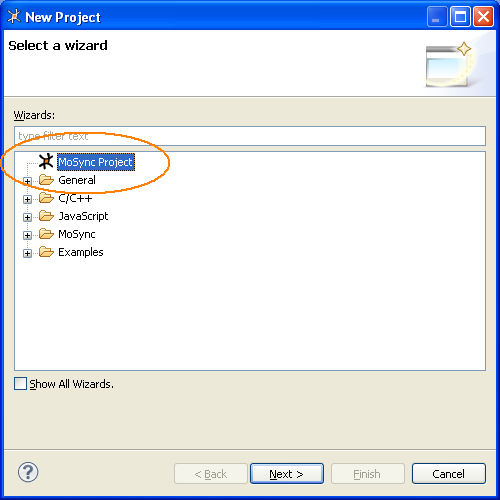 New Project
Select a wizard
Wizards:
type filter text
MoSync Project
General
C/C++
JavaScript
MoSync
Examples
Show All Wizards.
?
< Back
Next >
Finish
Cancel